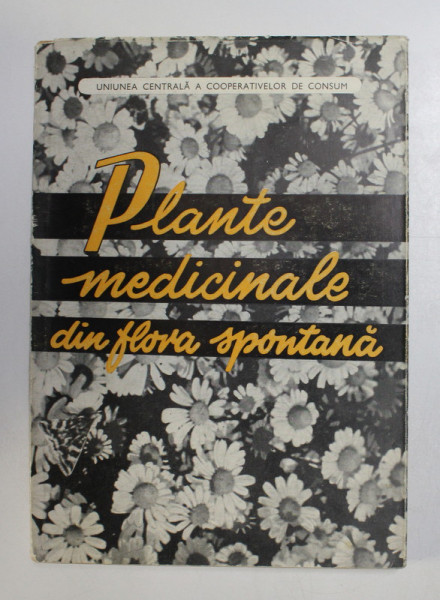 UNIUNEA CENTRALĂ A COOPERATIVELOR DE CONSUM
Plante
medicinale
din flora spontană